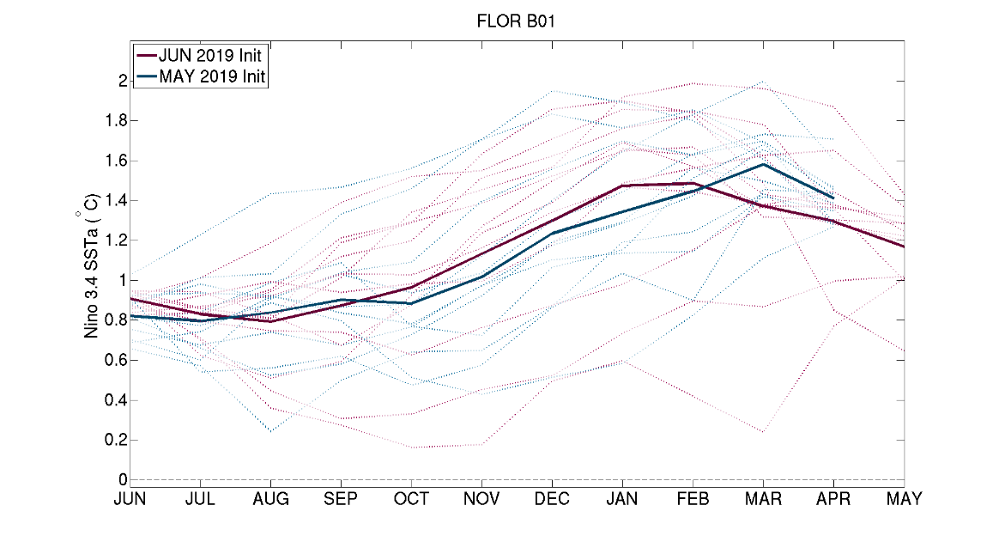 FLOR B01
JUN 2019 Init
MAY 2019 Init
Nino 3.4 SSTa (°C)
2
1.8
1.6
1.4
1.2
1
0.8
0.6
0.4
0.2
0
JUN JUL AUG SEP OCT NOV DEC JAN FEB MAR APR MAY